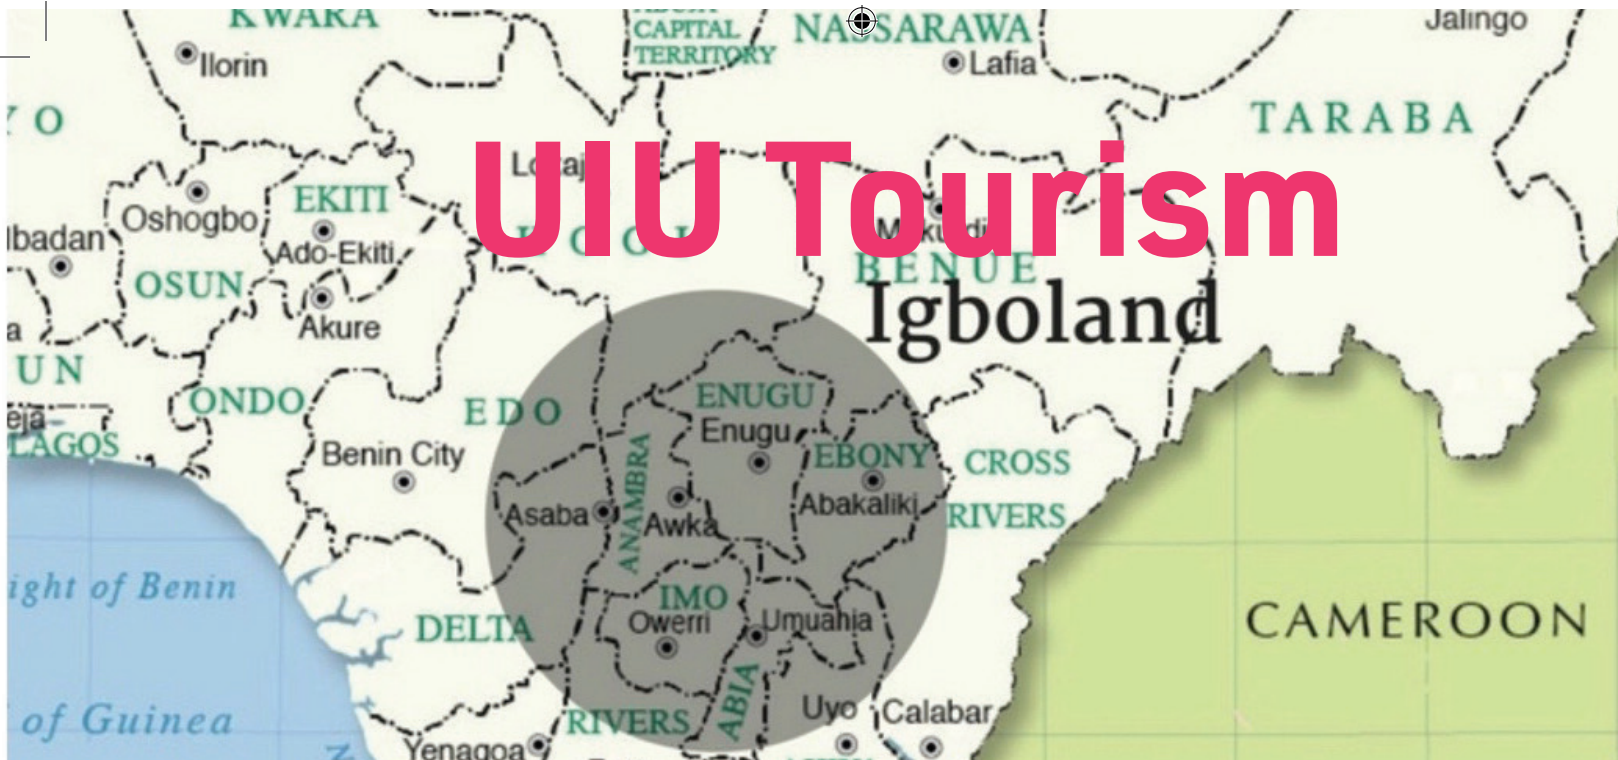 KWARA
CAPITAL
TERRITORY
NASSARAWA
Jalingo
Ilorin
Lafia
TARABA
UIU Tourism
EKITI
Oshogbo
Ado-Ekiti
Ibadan
OSUN
BENUE
Igboland
Akure
ENUGU
ONDO
EDO
Enugu
EBONY
LAGOS
Benin City
CROSS
ANAMBRA
Abakaliki
Asaba
Awka
RIVERS
ight of Benin
IMO
CAMEROON
DELTA
Owerri
Umuahia
ABIA
of Guinea
RIVERS
Uyo
Calabar
Yenagoa